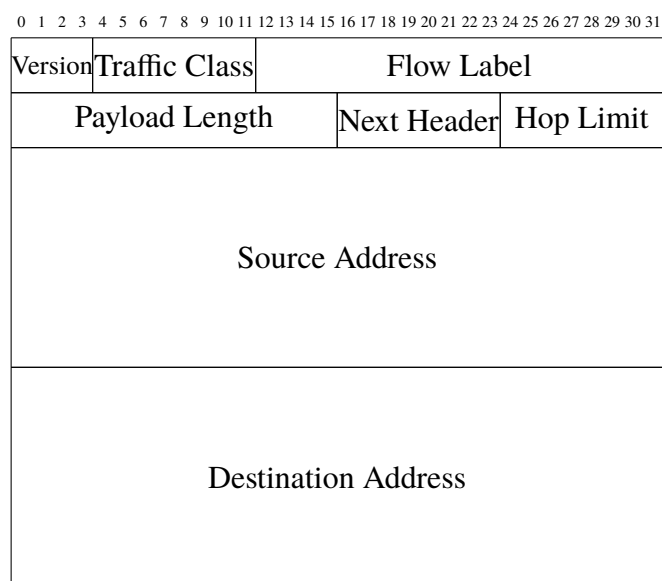 0 1 2 3 4 5 6 7 8 9 10 11 12 13 14 15 16 17 18 19 20 21 22 23 24 25 26 27 28 29 30 31
Version Traffic Class Flow Label
Payload Length Next Header Hop Limit
Source Address
Destination Address